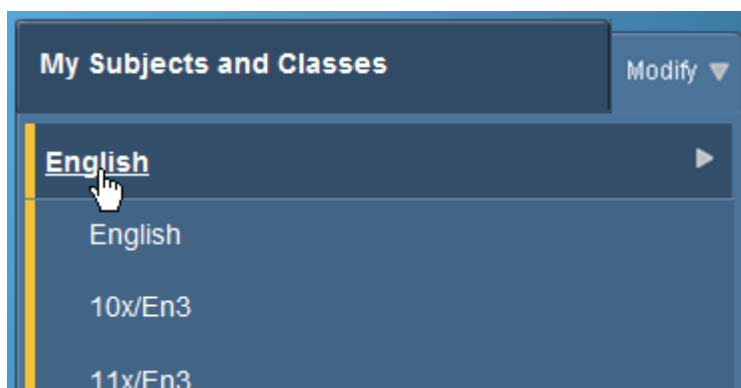 My Subjects and Classes
Modify
English
English
10x/En3
11x/En3